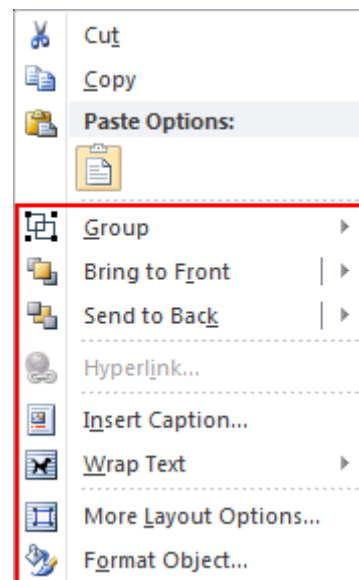 Cut
Copy
Paste Options:
Group
Bring to Front
Send to Back
Hyperlink...
Insert Caption...
Wrap Text
More Layout Options...
Format Object...